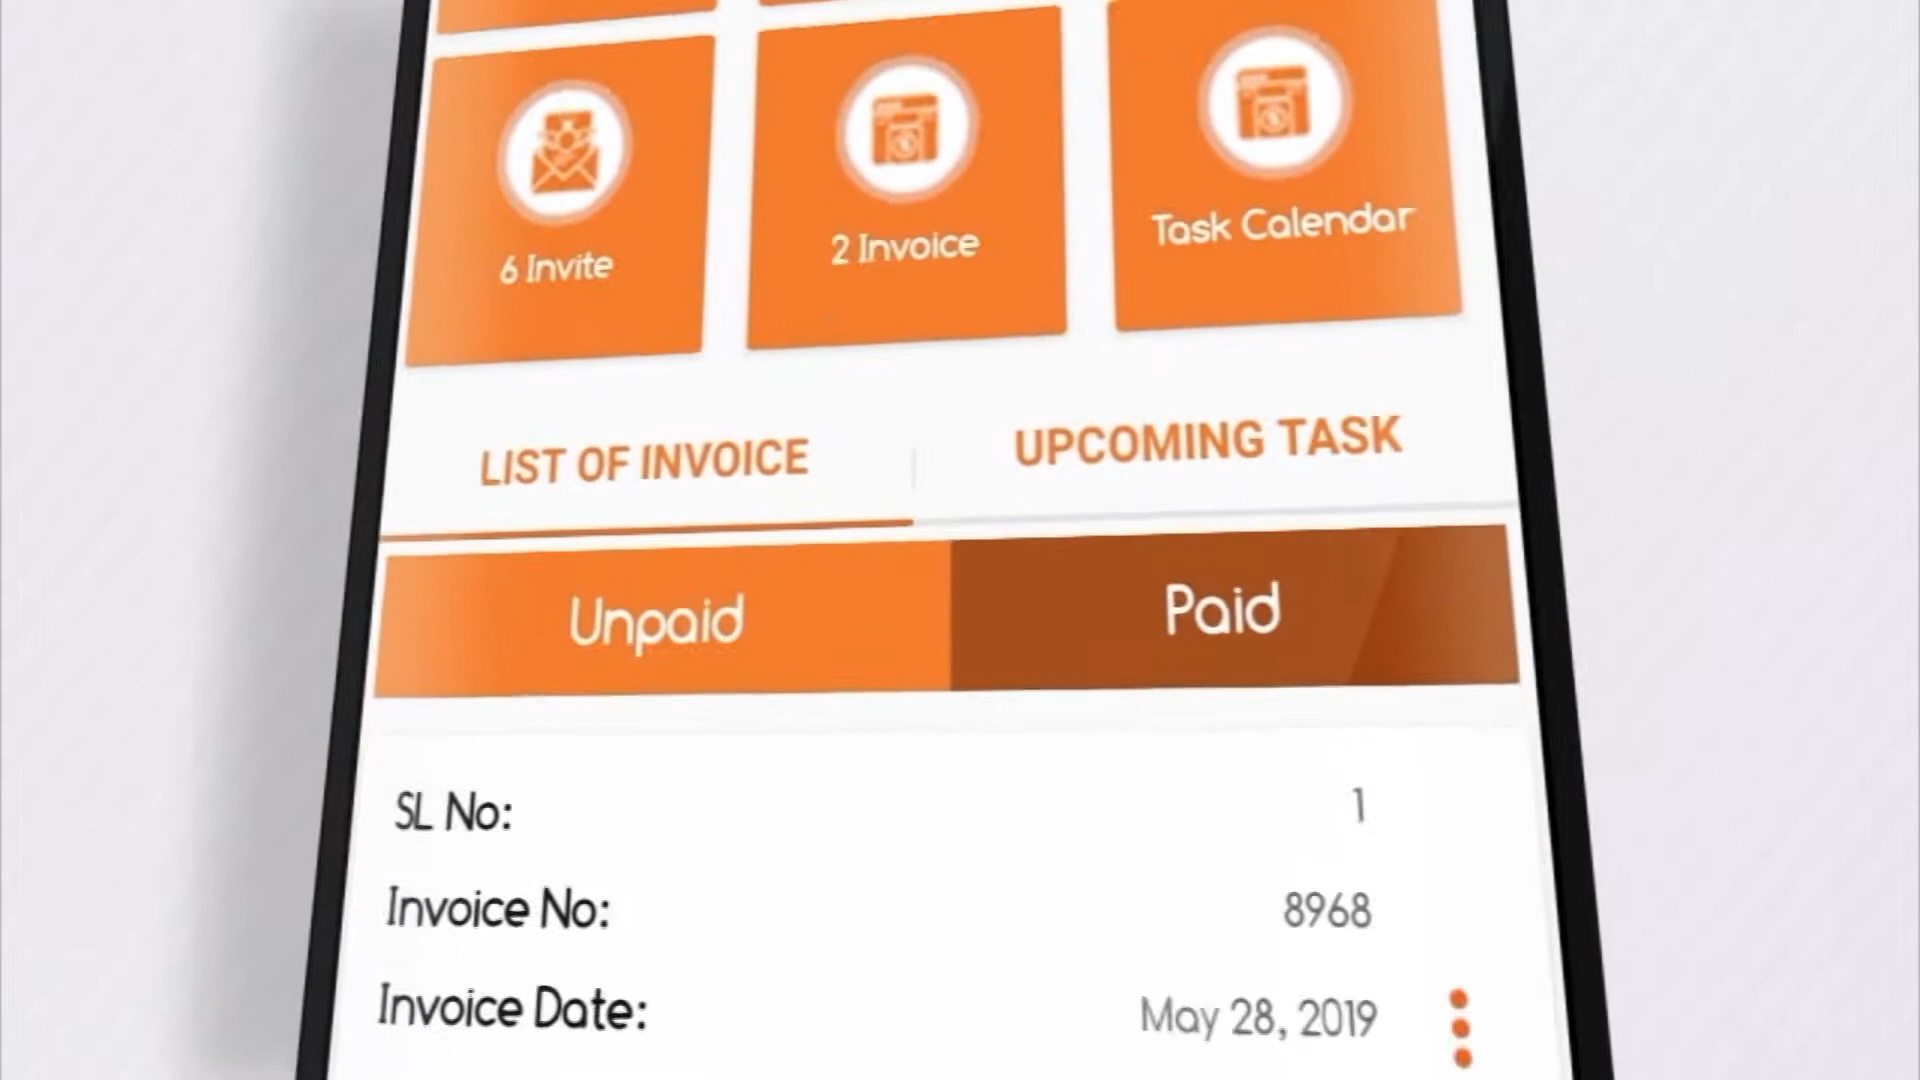 6 Invite
2 Invoice
Task Calendar
LIST OF INVOICE
UPCOMING TASK
Unpaid
Paid
SL No: 1
Invoice No: 8968
Invoice Date: May 28, 2019